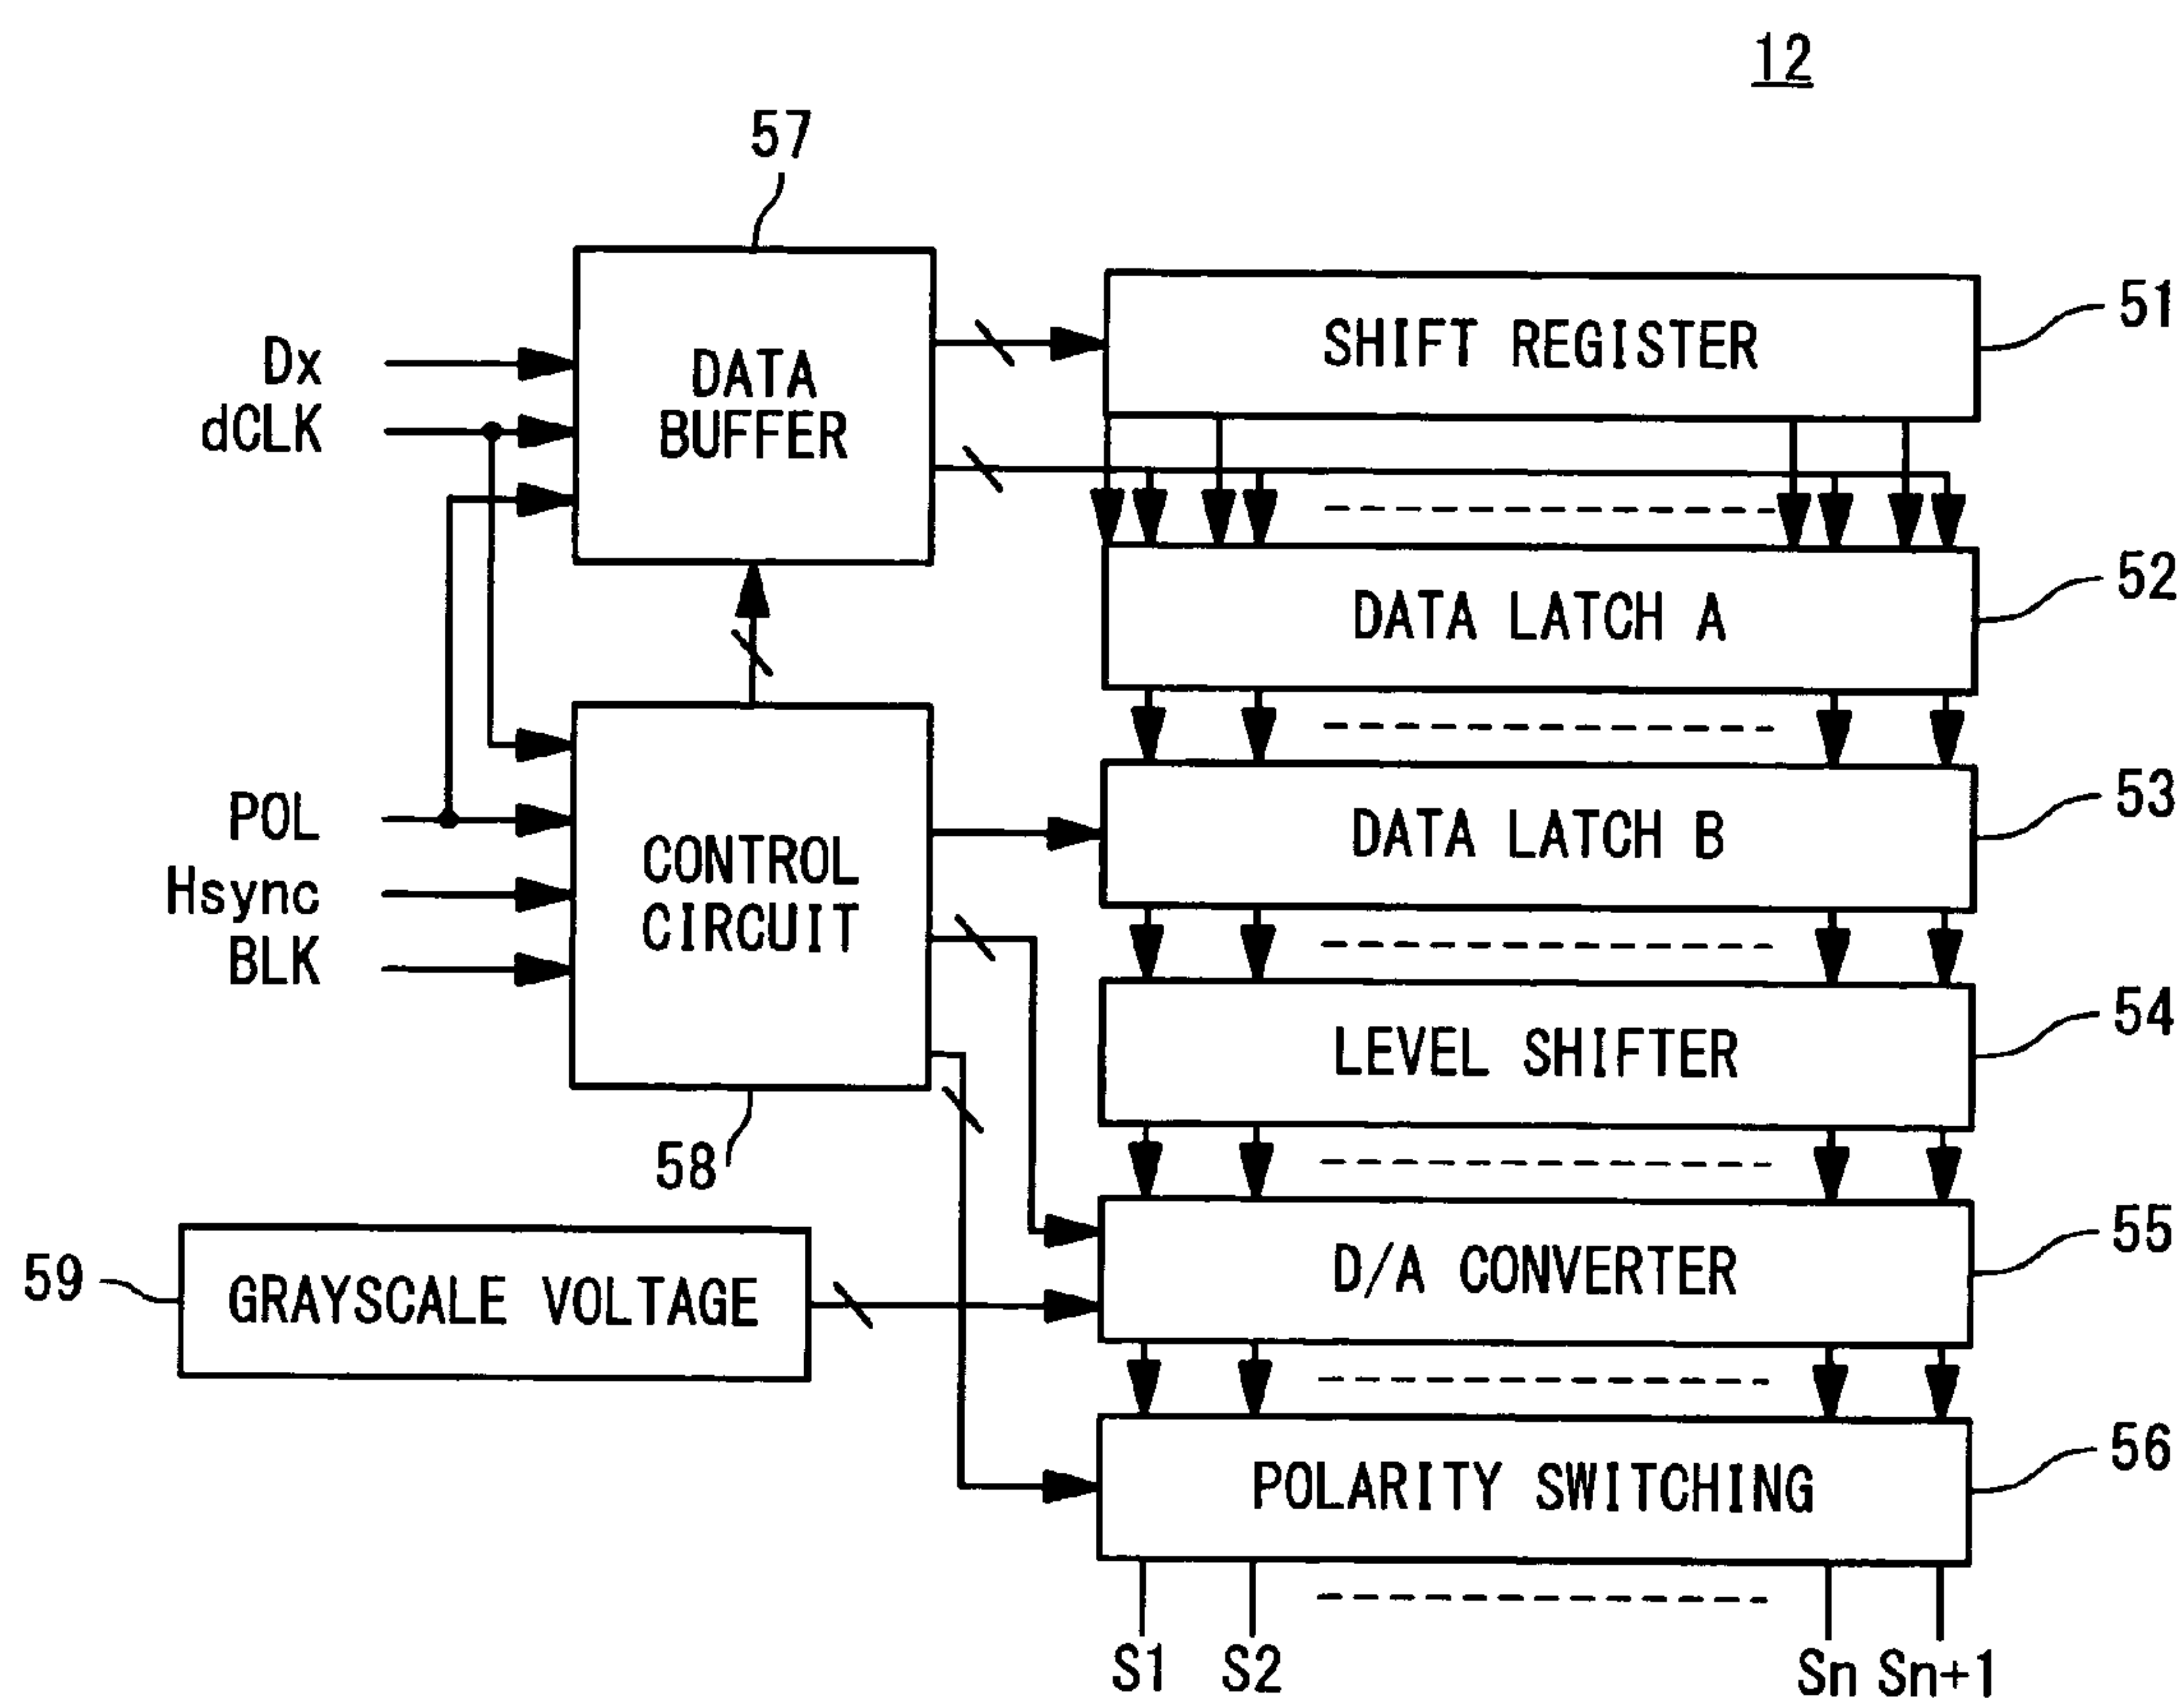 12
57
51
SHIFT REGISTER
Dx
dCLK
DATA
BUFFER
52
DATA LATCH A
53
DATA LATCH B
POL
Hsync
BLK
CONTROL
CIRCUIT
54
LEVEL SHIFTER
58
55
D/A CONVERTER
59
GRAYSCALE VOLTAGE
56
POLARITY SWITCHING
S1
S2
Sn
Sn+1